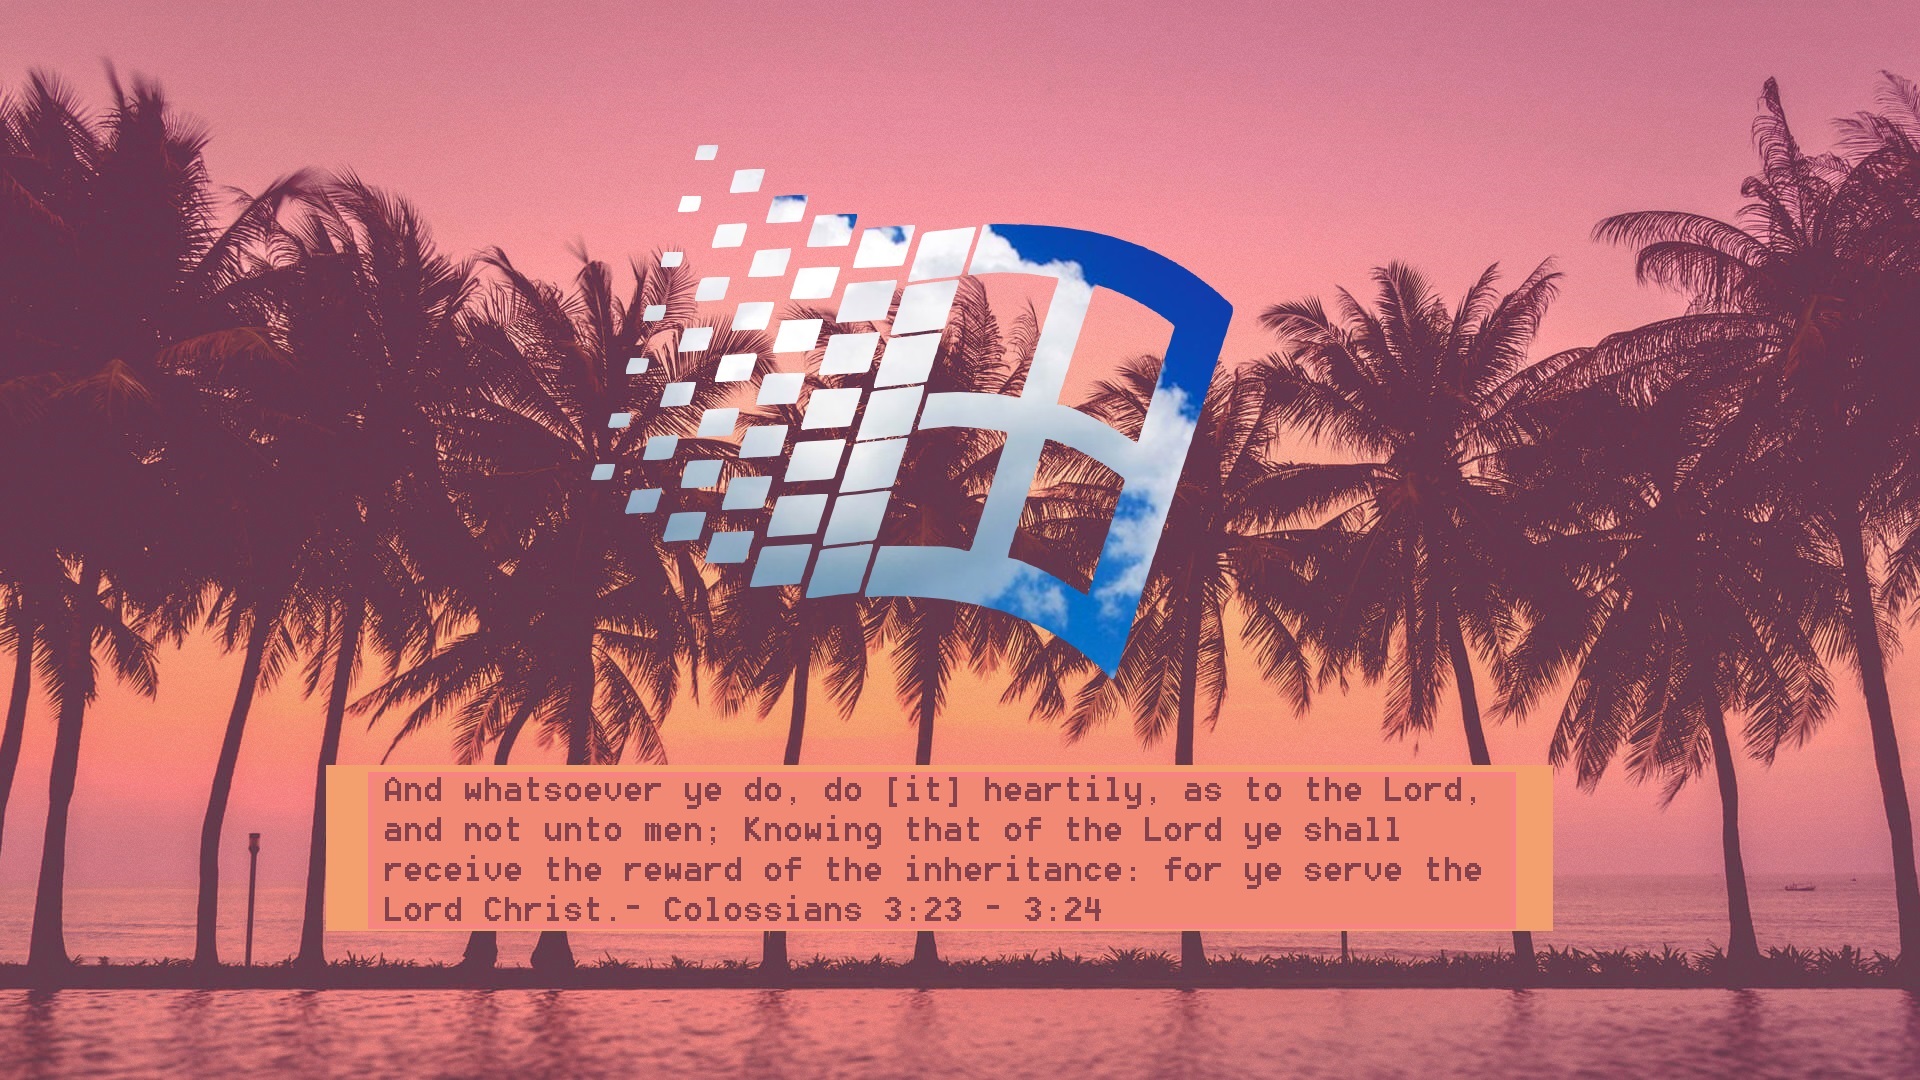 And whatsoever ye do, do [it] heartily, as to the Lord,
and not unto men; Knowing that of the Lord ye shall
receive the reward of the inheritance: for ye serve the
Lord Christ.- Colossians 3:23 - 3:24